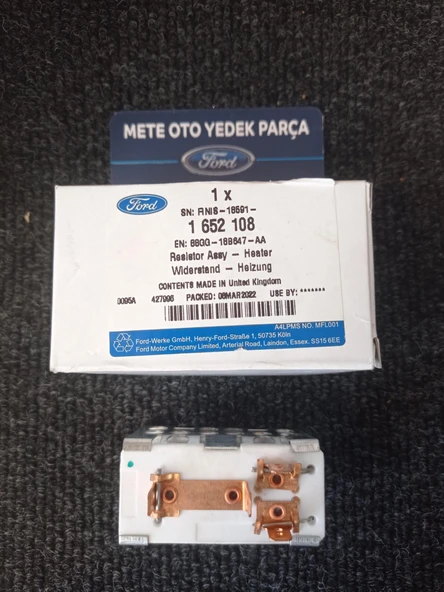 METE OTO YEDEK PARÇA
Ford
Ford
1 x
SN: FINIS-18591-
1 652 108
EN: 88GG-18B647-AA
Resistor Assy - Heater
Widerstand - Heizung
CONTENTS MADE IN United Kingdom
0095A 427996 PACKED: 08MAR2022 USE BY: *******
A4LPMS NO. MFL001
Ford-Werke GmbH, Henry-Ford-Straße 1, 50735 Köln
Ford Motor Company Limited, Arterial Road, Laindon, Essex. SS15 6EE